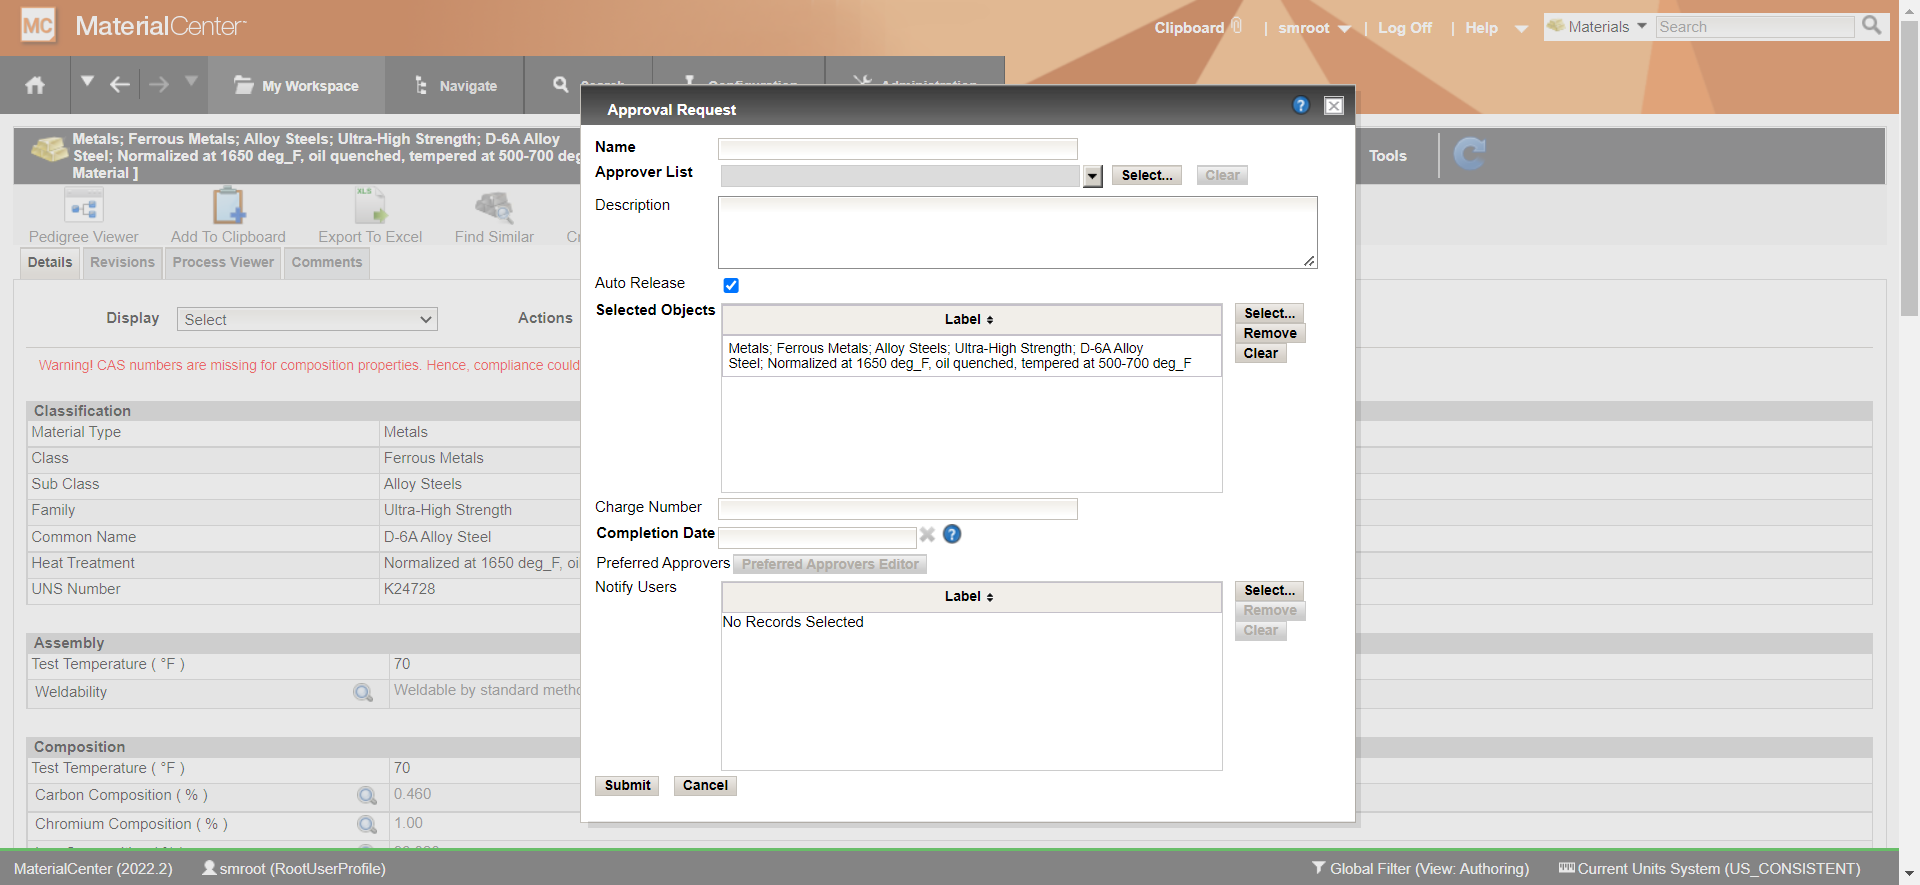 MC MaterialCenter
Clipboard | smroot | Log Off | Help
Materials Search
My Workspace Navigate
Approval Request
Metals; Ferrous Metals; Alloy Steels; Ultra-High Strength; D-6A Alloy
Steel; Normalized at 1650 deg_F, oil quenched, tempered at 500-700 deg
Material ]
Tools
XLS
Pedigree Viewer Add To Clipboard Export To Excel Find Similar
Details Revisions Process Viewer Comments
Display Select Actions
Warning! CAS numbers are missing for composition properties. Hence, compliance could
Classification
Material Type Metals
Class Ferrous Metals
Sub Class Alloy Steels
Family Ultra-High Strength
Common Name D-6A Alloy Steel
Heat Treatment Normalized at 1650 deg_F, oi
UNS Number K24728
Assembly
Test Temperature ( °F ) 70
Weldability Weldable by standard metho
Composition
Test Temperature ( °F ) 70
Carbon Composition ( % ) 0.460
Chromium Composition ( % ) 1.00
Name
Approver List Select... Clear
Description
Auto Release
Selected Objects Label Select...
Remove
Clear
Metals; Ferrous Metals; Alloy Steels; Ultra-High Strength; D-6A Alloy
Steel; Normalized at 1650 deg_F, oil quenched, tempered at 500-700 deg_F
Charge Number
Completion Date ?
Preferred Approvers Preferred Approvers Editor
Notify Users Label Select...
Remove
Clear
No Records Selected
Submit Cancel
MaterialCenter (2022.2) smroot (RootUserProfile) Global Filter (View: Authoring) Current Units System (US_CONSISTENT)